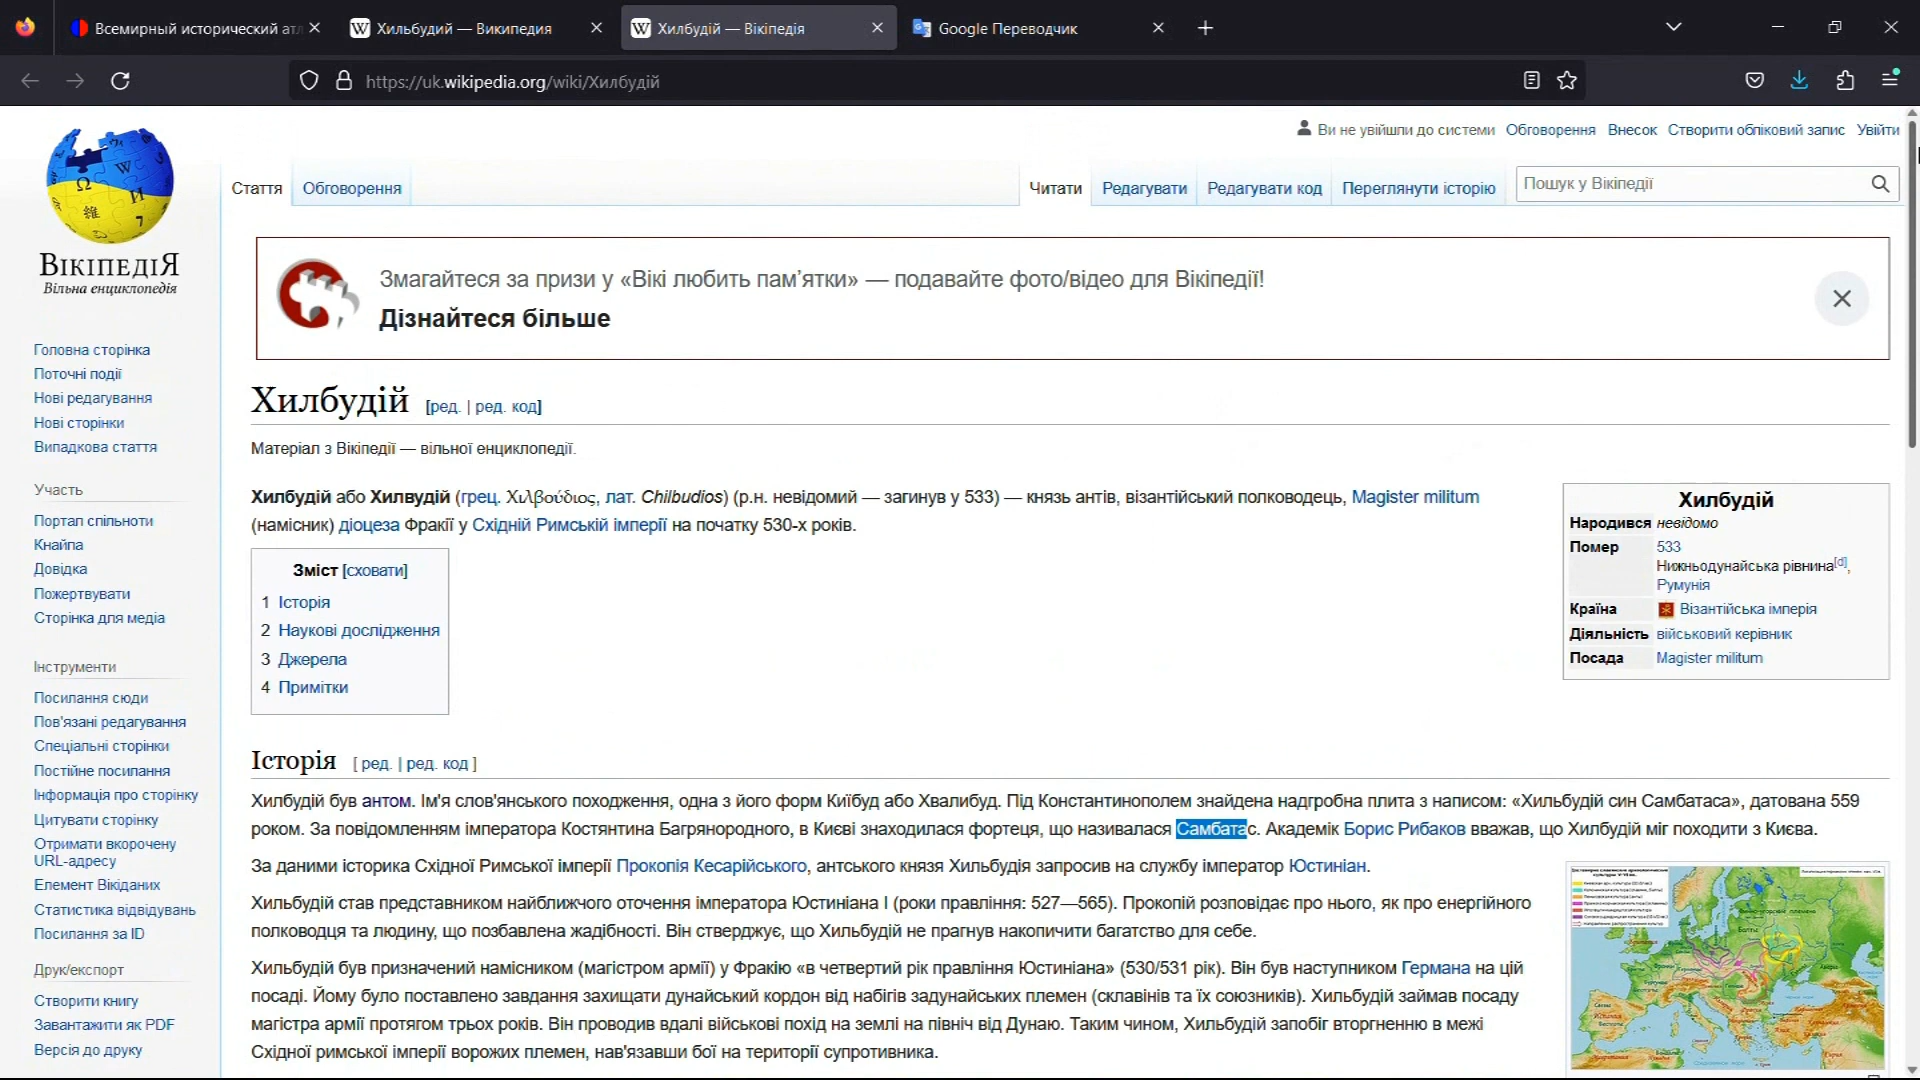 Всемирный исторический атл
Хильбудий — Википедия
Хилбудій — Вікіпедія
Google Переводчик
https://uk.wikipedia.org/wiki/Хилбудій
Ви не увійшли до системи Обговорення Внесок Створити обліковий запис Увійти
Стаття Обговорення Читати Редагувати Редагувати код Переглянути історію Пошук у Вікіпедії
ВІКІПЕДІЯ
Вільна енциклопедія
Головна сторінка
Поточні події
Нові редагування
Нові сторінки
Випадкова стаття
Участь
Портал спільноти
Кнайпа
Довідка
Пожертвувати
Сторінка для медіа
Інструменти
Посилання сюди
Пов'язані редагування
Спеціальні сторінки
Постійне посилання
Інформація про сторінку
Цитувати сторінку
Отримати вкорочену
URL-адресу
Елемент Вікіданих
Статистика відвідувань
Посилання за ID
Друк/експорт
Створити книгу
Завантажити як PDF
Версія до друку
Змагайтеся за призи у «Вікі любить пам'ятки» — подавайте фото/відео для Вікіпедії!
Дізнайтеся більше
Хилбудій [ред. | ред. код]
Матеріал з Вікіпедії — вільної енциклопедії.
Хилбудій або Хилвудій (грец. Χιλβούδιος, лат. Chilbudios) (р.н. невідомий — загинув у 533) — князь антів, візантійський полководець, Magister militum
(намісник) діоцеза Фракії у Східній Римській імперії на початку 530-х років.
Хилбудій
Народився невідомо
Помер 533
Нижньодунайська рівнина[d],
Румунія
Країна Візантійська імперія
Діяльність військовий керівник
Посада Magister militum
Зміст [сховати]
1 Історія
2 Наукові дослідження
3 Джерела
4 Примітки
Історія [ ред. | ред. код ]
Хилбудій був антом. Ім'я слов'янського походження, одна з його форм Київбуд або Хвалибуд. Під Константинополем знайдена надгробна плита з написом: «Хильбудій син Самбатаса», датована 559
роком. За повідомленням імператора Костянтина Багрянородного, в Києві знаходилася фортеця, що називалася Самбатас. Академік Борис Рибаков вважав, що Хилбудій міг походити з Києва.
За даними історика Східної Римської імперії Прокопія Кесарійського, антського князя Хильбудія запросив на службу імператор Юстиніан.
Хильбудій став представником найближчого оточення імператора Юстиніана I (роки правління: 527—565). Прокопій розповідає про нього, як про енергійного
полководця та людину, що позбавлена жадібності. Він стверджує, що Хильбудій не прагнув накопичити багатство для себе.
Хильбудій був призначений намісником (магістром армії) у Фракію «в четвертий рік правління Юстиніана» (530/531 рік). Він був наступником Германа на цій
посаді. Йому було поставлено завдання захищати дунайський кордон від набігів задунайських племен (склавінів та їх союзників). Хильбудій займав посаду
магістра армії протягом трьох років. Він проводив вдалі військові похід на землі на північ від Дунаю. Таким чином, Хильбудій запобіг вторгненню в межі
Східної римської імперії ворожих племен, нав'язавши бої на території супротивника.